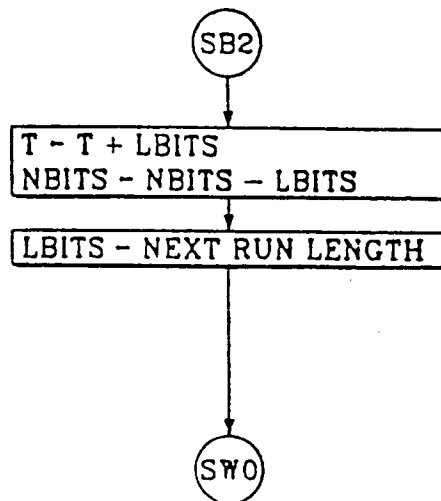 SB2
T - T + LBITS
NBITS - NBITS - LBITS
LBITS - NEXT RUN LENGTH
SW0